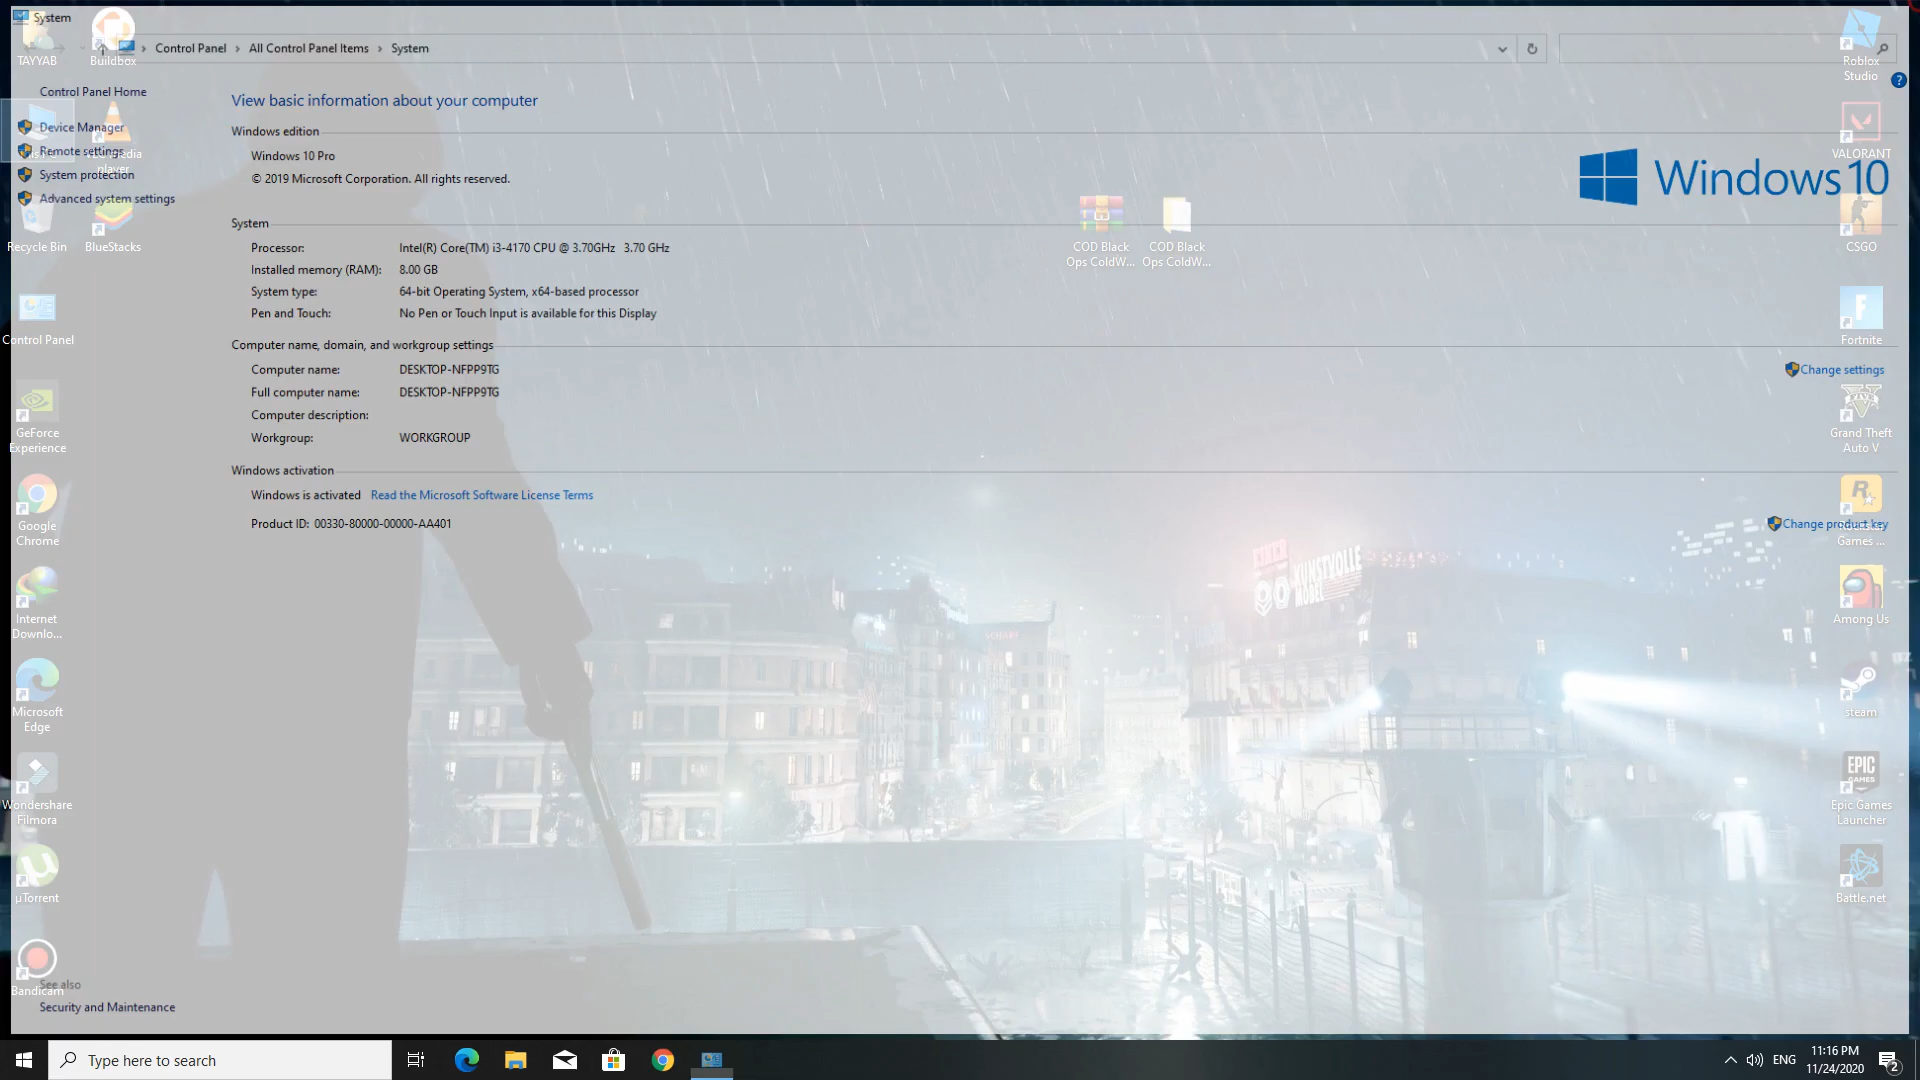 System
Control Panel
All Control Panel Items
System
Control Panel Home
Device Manager
Remote settings
System protection
Advanced system settings
View basic information about your computer
Windows edition
Windows 10 Pro
© 2019 Microsoft Corporation. All rights reserved.
Windows 10
System
Processor: Intel(R) Core(TM) i3-4170 CPU @ 3.70GHz 3.70 GHz
Installed memory (RAM): 8.00 GB
System type: 64-bit Operating System, x64-based processor
Pen and Touch: No Pen or Touch Input is available for this Display
Computer name, domain, and workgroup settings
Computer name: DESKTOP-NFPP9TG
Change settings
Full computer name: DESKTOP-NFPP9TG
Computer description:
Workgroup: WORKGROUP
Windows activation
Windows is activated Read the Microsoft Software License Terms
Product ID: 00330-80000-00000-AA401
Change product key
See also
Security and Maintenance
TAYYAB
Buildbox
media
player
Recycle Bin
BlueStacks
Control Panel
GeForce
Experience
Google
Chrome
Internet
Downlo...
Microsoft
Edge
Wondershare
Filmora
µTorrent
Bandicam
COD Black
Ops ColdW...
COD Black
Ops ColdW...
Roblox
Studio
VALORANT
CSGO
Fortnite
Grand Theft
Auto V
Games ...
Among Us
steam
EPIC
GAMES
Epic Games
Launcher
Battle.net
KUNSTVOLLE
MÖBEL
SCHARF
Type here to search
ENG
11:16 PM
11/24/2020
2